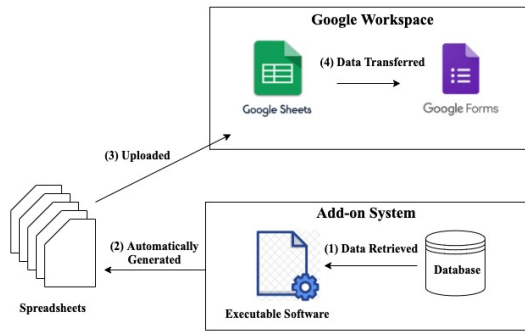 Google Workspace
(4) Data Transferred
Google Sheets
Google Forms
(3) Uploaded
Add-on System
(2) Automatically
Generated
(1) Data Retrieved
Database
Spreadsheets
Executable Software